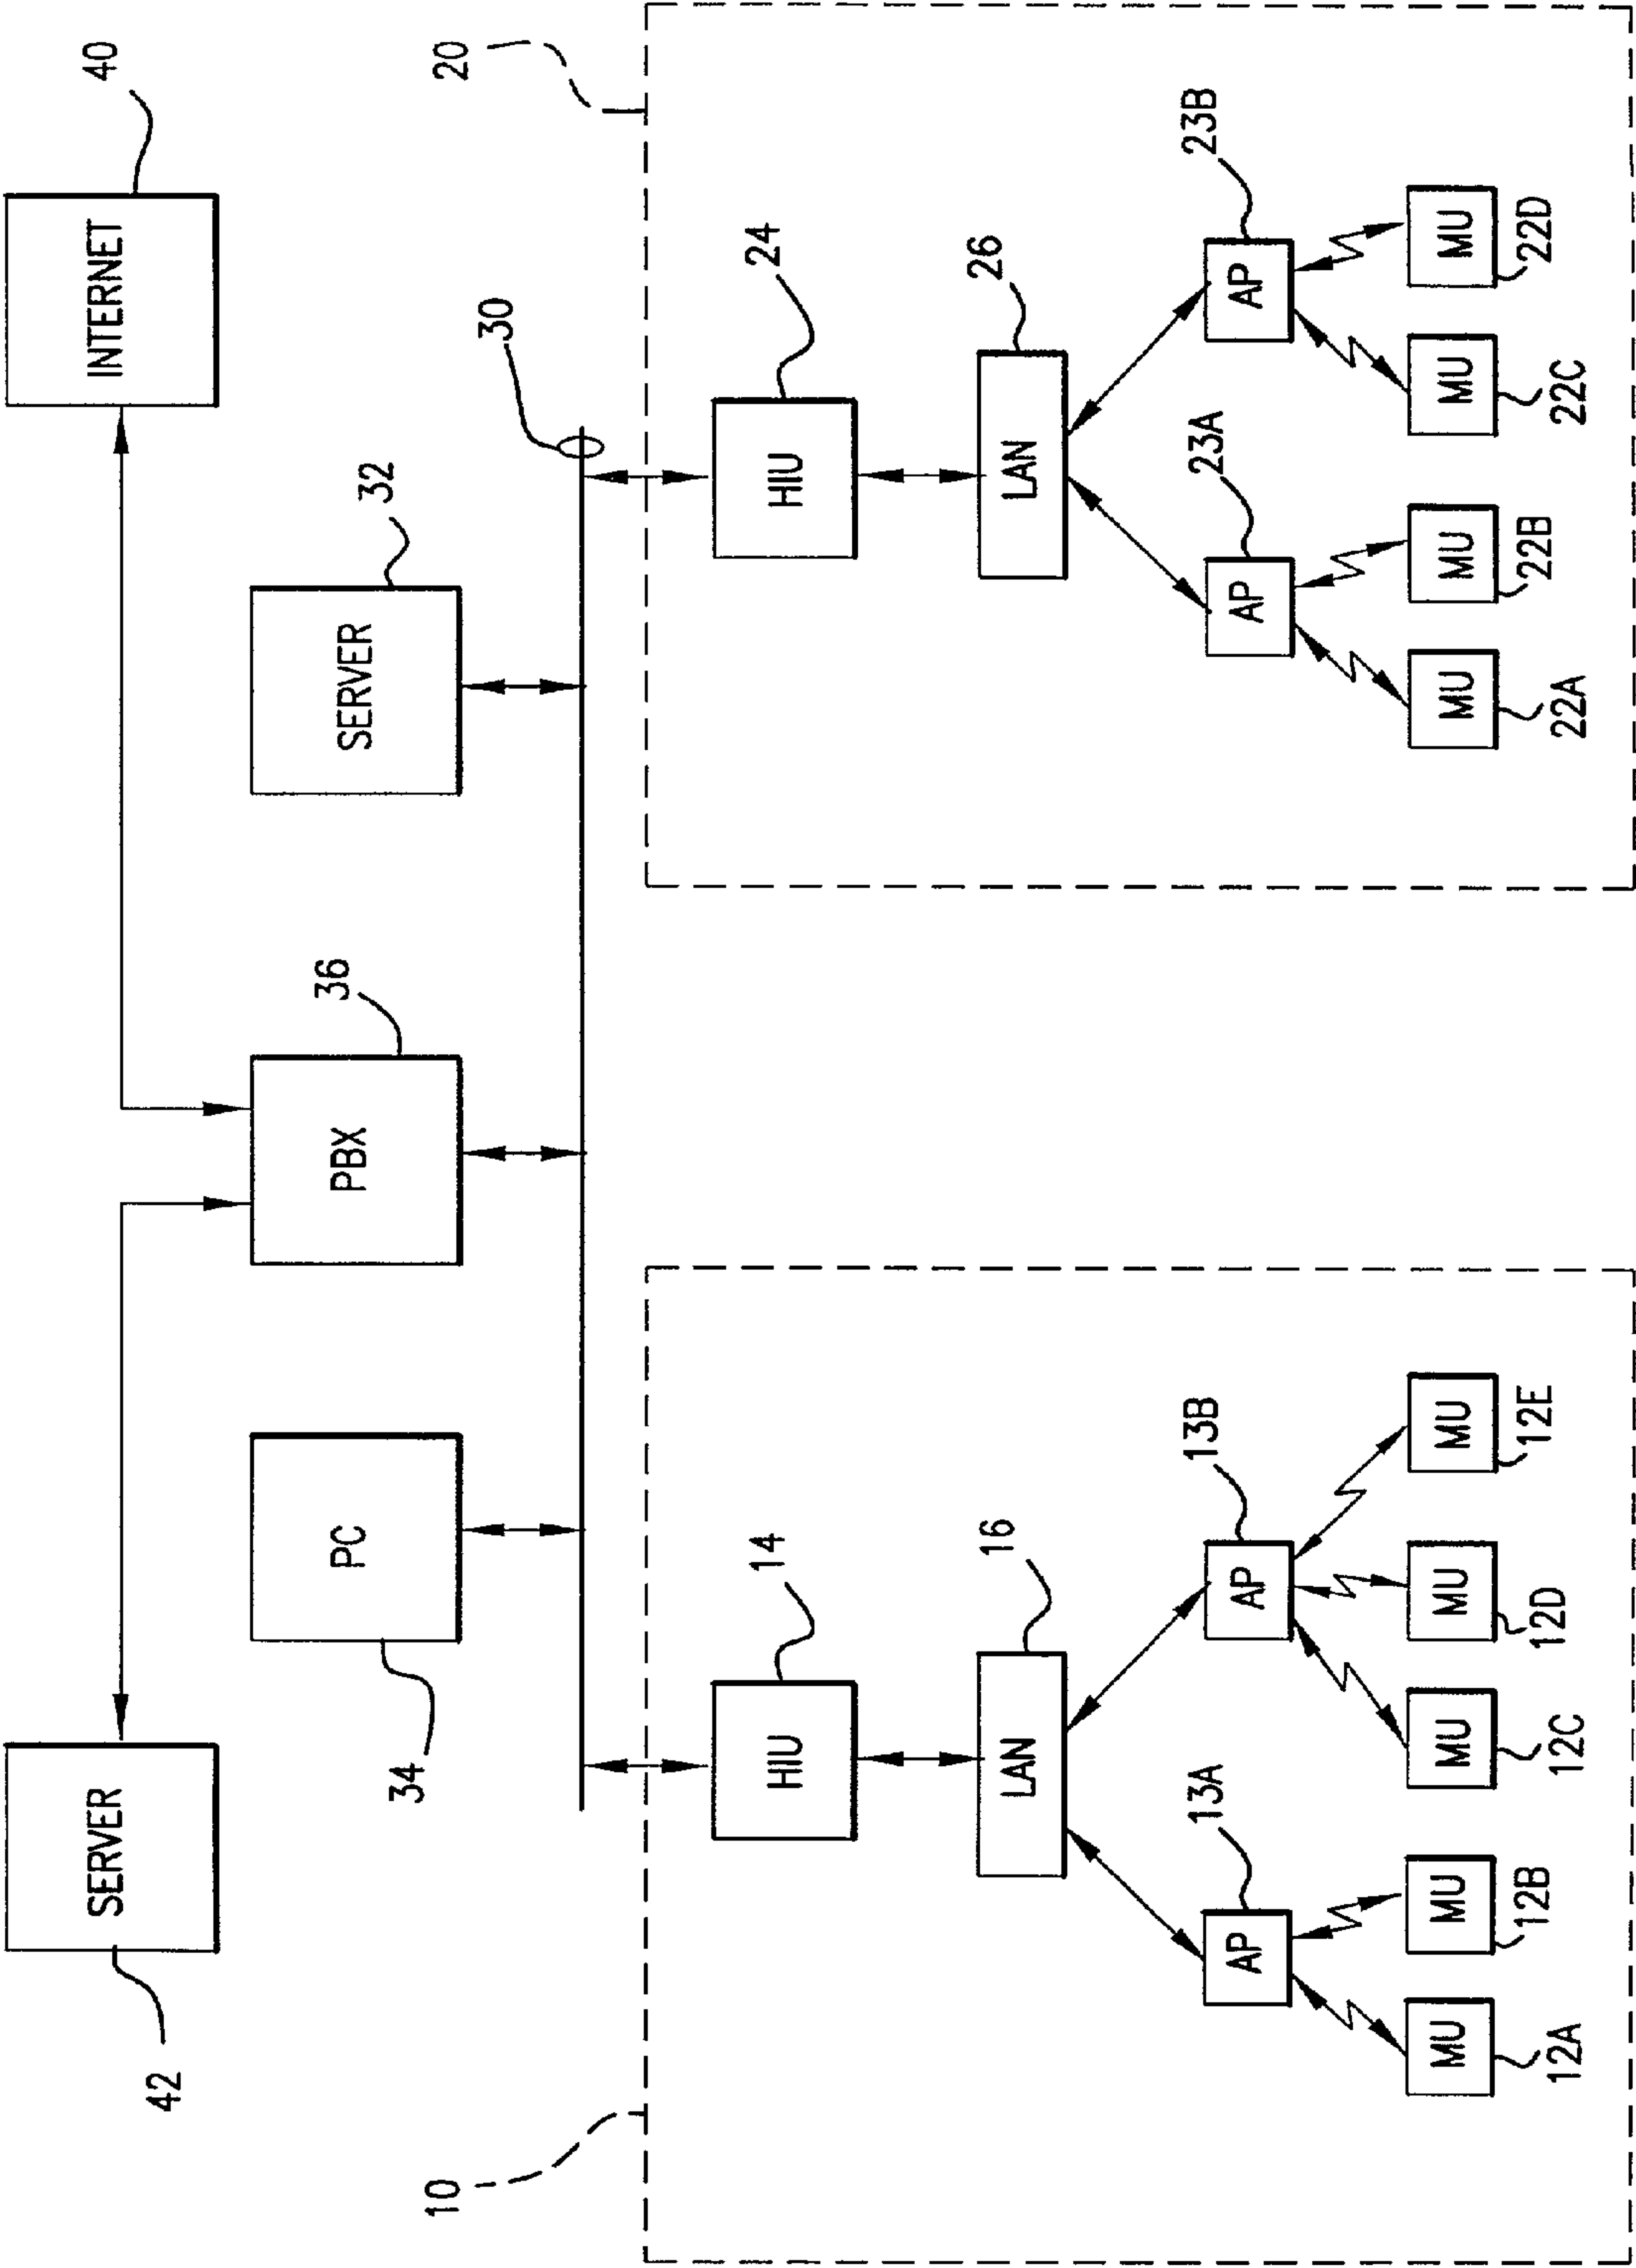 SERVER
42
INTERNET
40
PC
34
PBX
36
SERVER
32
30
10
20
HIU
14
HIU
24
LAN
16
LAN
26
AP
13A
AP
13B
AP
23A
AP
23B
MU
MU
MU
MU
MU
MU
MU
MU
MU
12A
12B
12C
12D
12E
22A
22B
22C
22D